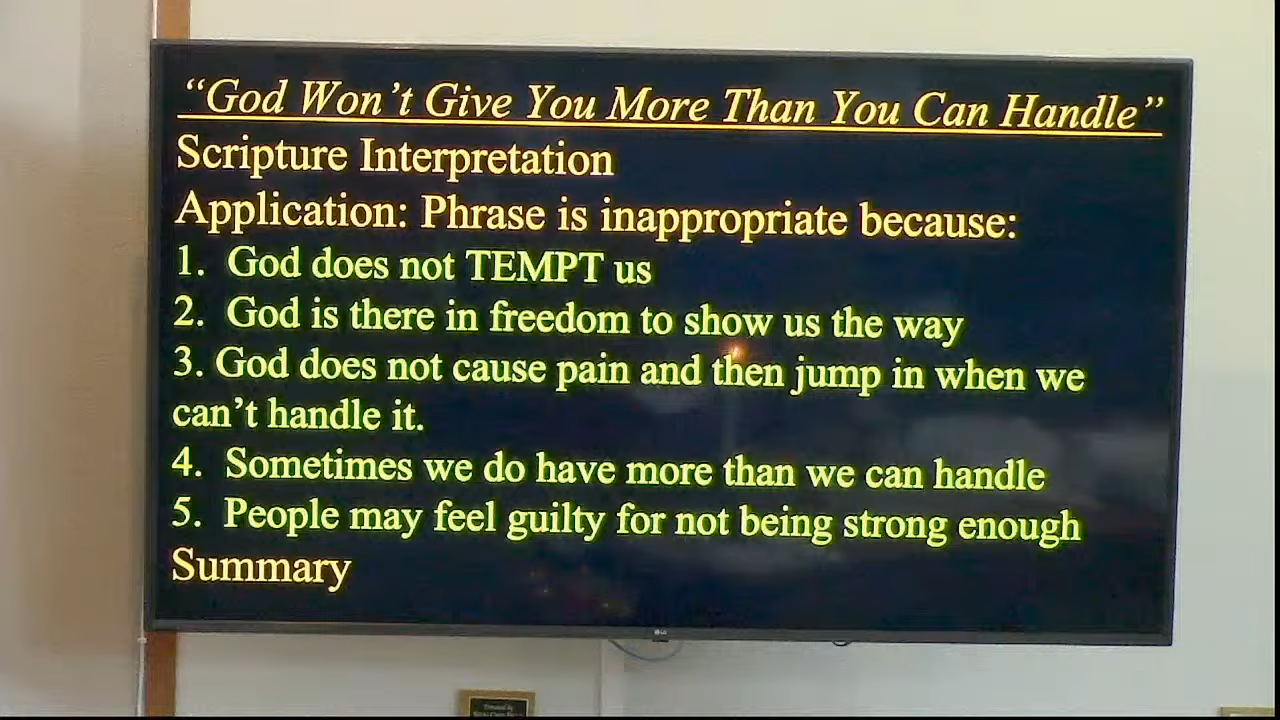 “God Won’t Give You More Than You Can Handle”
Scripture Interpretation
Application: Phrase is inappropriate because:
1. God does not TEMPT us
2. God is there in freedom to show us the way
3. God does not cause pain and then jump in when we
can’t handle it.
4. Sometimes we do have more than we can handle
5. People may feel guilty for not being strong enough
Summary
LG